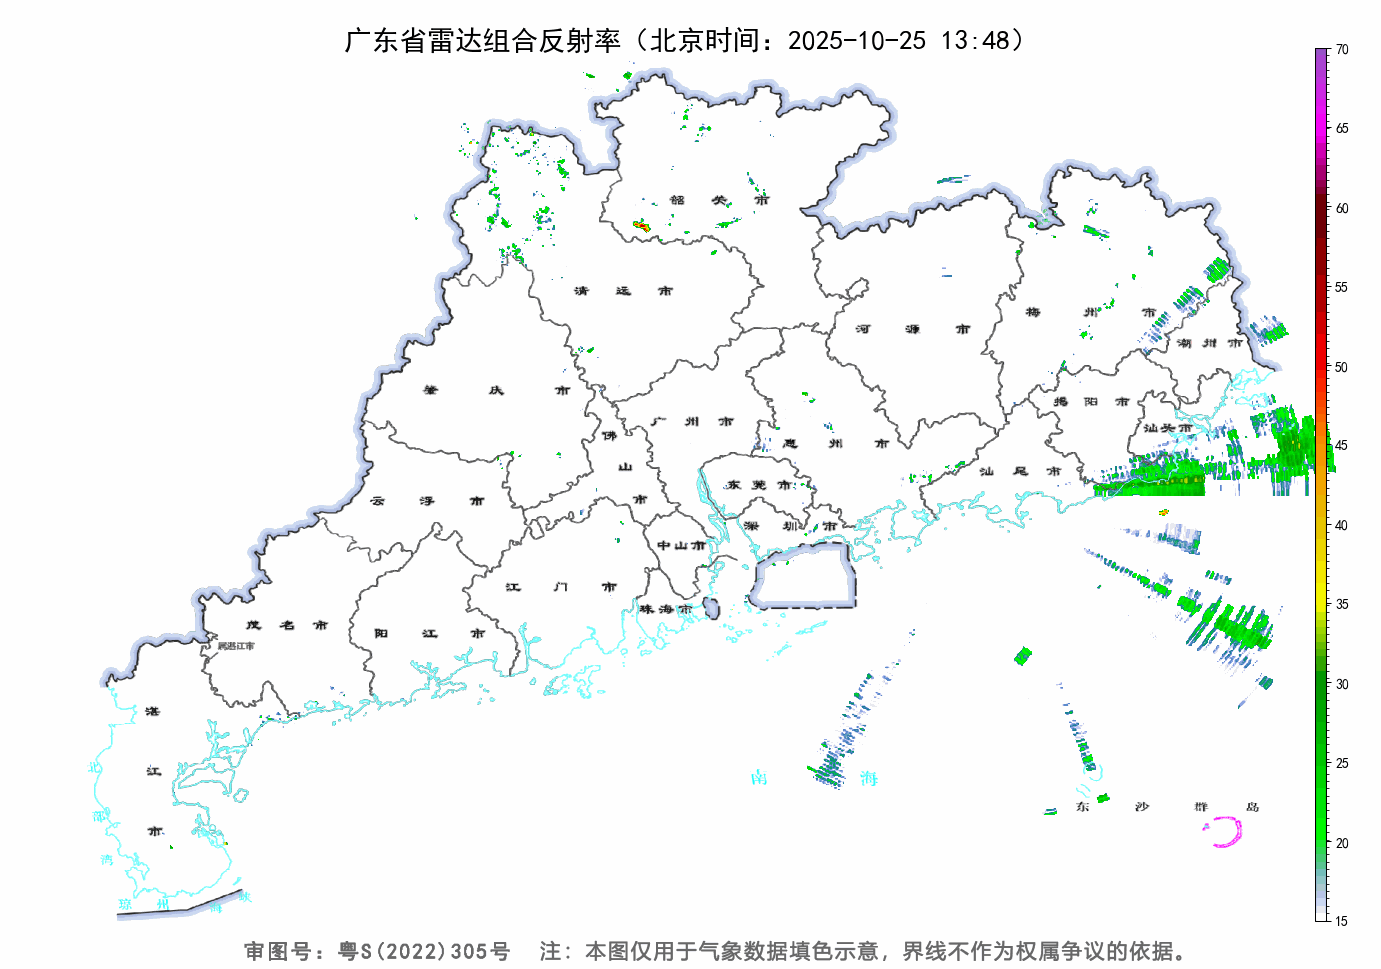 广东省雷达组合反射率（北京时间：2025-10-25 13:48）
70
65
60
55
50
45
40
35
30
25
20
15
韶 关 市
清 远 市
河 源 市
梅 州 市
潮 州 市
肇 庆 市
广 州 市
佛 山 市
惠 州 市
揭 阳 市
汕头市
汕 尾 市
云 浮 市
东 莞 市
深 圳 市
中山市
珠海市
江 门 市
阳 江 市
茂 名 市
属湛江市
湛 江 市
北 部 湾
琼 州 海 峡
南 海
东 沙 群 岛
审图号：粤S(2022)305号 注：本图仅用于气象数据填色示意，界线不作为权属争议的依据。